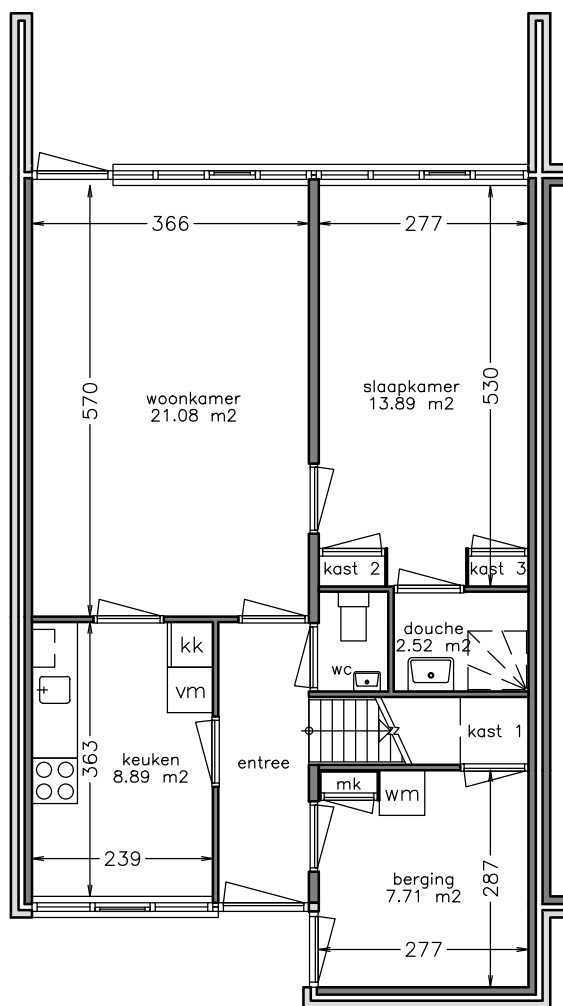 366
277
570
530
woonkamer
21.08 m2
slaapkamer
13.89 m2
kast 2
kast 3
kk
vm
wc
douche
2.52 m2
363
keuken
8.89 m2
entree
kast 1
mk
wm
239
berging
7.71 m2
287
277